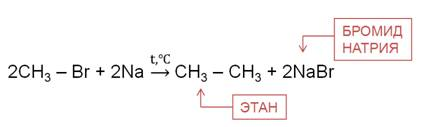 БРОМИД
НАТРИЯ
t,°C
2CH₃ – Br + 2Na → CH₃ – CH₃ + 2NaBr
ЭТАН